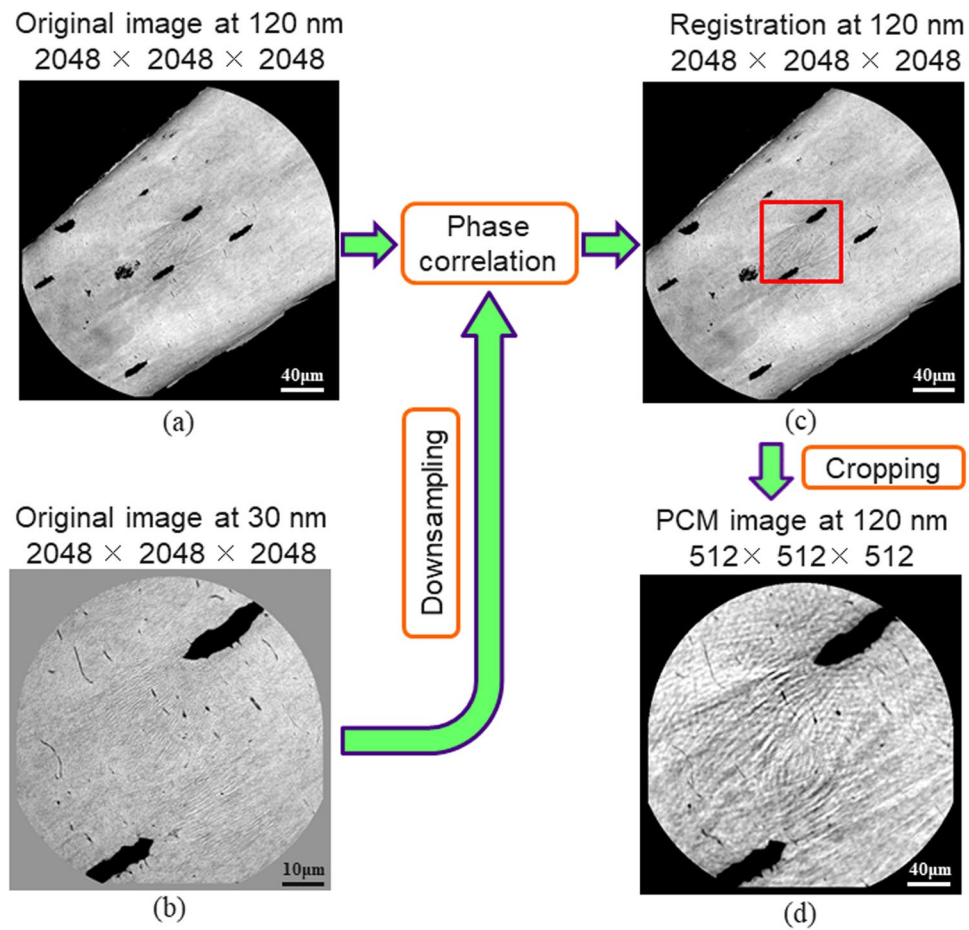 Original image at 120 nm
2048 × 2048 × 2048
40μm
(a)
Phase
correlation
Registration at 120 nm
2048 × 2048 × 2048
40μm
(c)
Downsampling
Cropping
Original image at 30 nm
2048 × 2048 × 2048
10μm
(b)
PCM image at 120 nm
512× 512 × 512
40μm
(d)